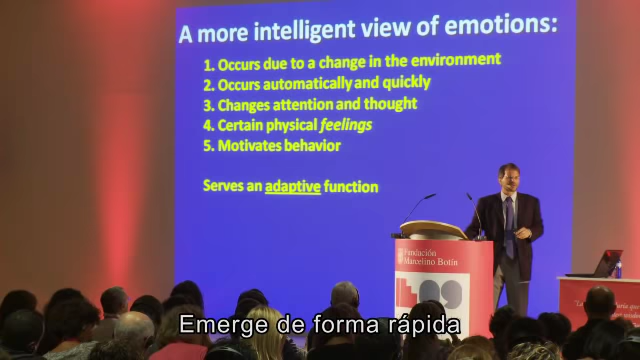 A more intelligent view of emotions:
1. Occurs due to a change in the environment
2. Occurs automatically and quickly
3. Changes attention and thought
4. Certain physical feelings
5. Motivates behavior
Serves an adaptive function
Fundación
Marcelino Botín
Emerge de forma rápida